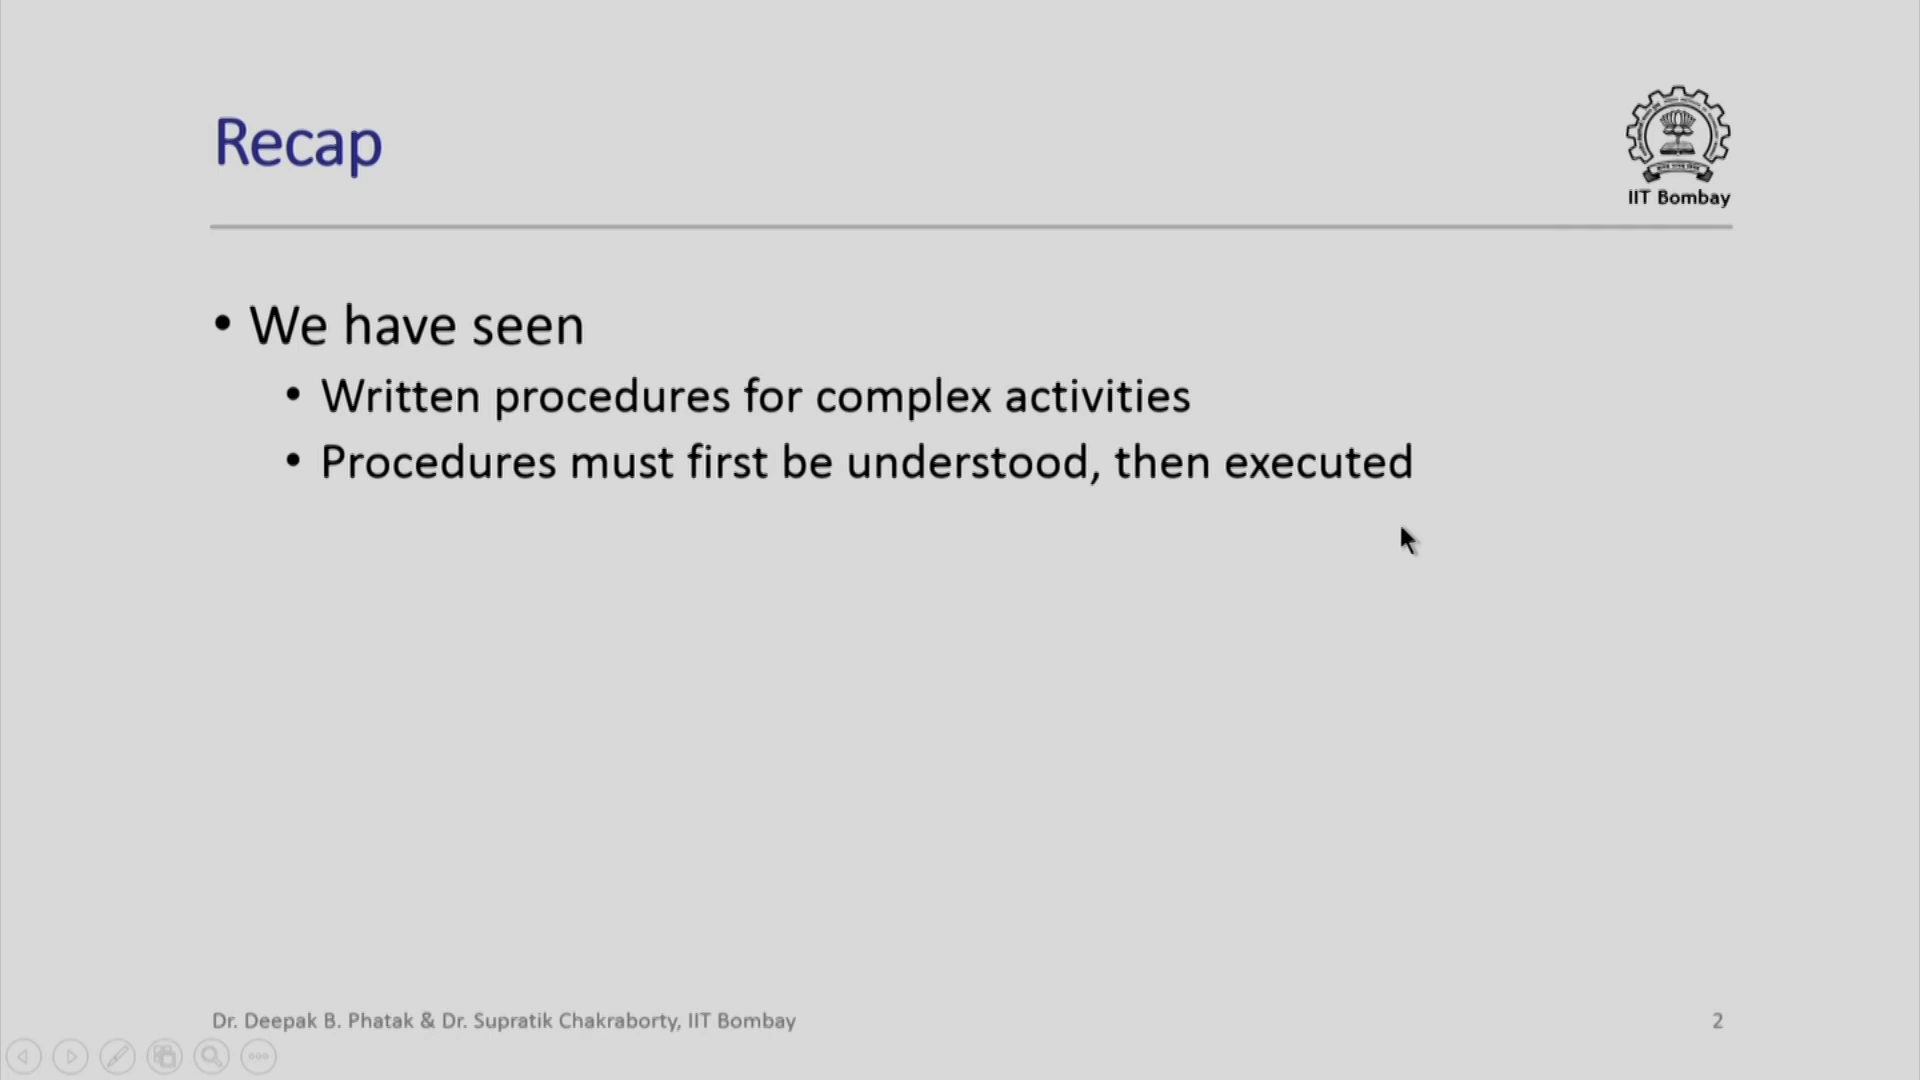 Recap
IIT Bombay
• We have seen
• Written procedures for complex activities
• Procedures must first be understood, then executed
Dr. Deepak B. Phatak & Dr. Supratik Chakraborty, IIT Bombay
2